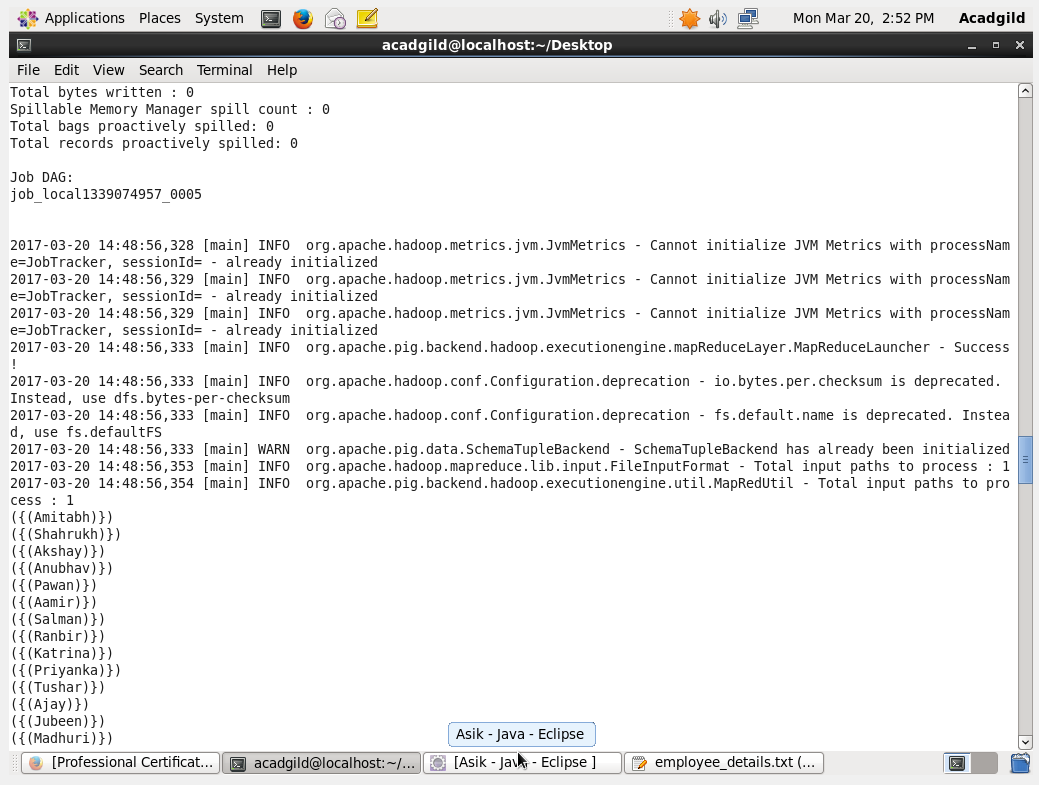 Applications Places System Mon Mar 20, 2:52 PM Acadgild
acadgild@localhost:~/Desktop
File Edit View Search Terminal Help
Total bytes written : 0
Spillable Memory Manager spill count : 0
Total bags proactively spilled: 0
Total records proactively spilled: 0
Job DAG:
job_local1339074957_0005
2017-03-20 14:48:56,328 [main] INFO  org.apache.hadoop.metrics.jvm.JvmMetrics - Cannot initialize JVM Metrics with processNam
e=JobTracker, sessionId= - already initialized
2017-03-20 14:48:56,329 [main] INFO  org.apache.hadoop.metrics.jvm.JvmMetrics - Cannot initialize JVM Metrics with processNam
e=JobTracker, sessionId= - already initialized
2017-03-20 14:48:56,329 [main] INFO  org.apache.hadoop.metrics.jvm.JvmMetrics - Cannot initialize JVM Metrics with processNam
e=JobTracker, sessionId= - already initialized
2017-03-20 14:48:56,333 [main] INFO  org.apache.pig.backend.hadoop.executionengine.mapReduceLayer.MapReduceLauncher - Success
!
2017-03-20 14:48:56,333 [main] INFO  org.apache.hadoop.conf.Configuration.deprecation - io.bytes.per.checksum is deprecated.
Instead, use dfs.bytes-per-checksum
2017-03-20 14:48:56,333 [main] INFO  org.apache.hadoop.conf.Configuration.deprecation - fs.default.name is deprecated. Instea
d, use fs.defaultFS
2017-03-20 14:48:56,333 [main] WARN  org.apache.pig.data.SchemaTupleBackend - SchemaTupleBackend has already been initialized
2017-03-20 14:48:56,353 [main] INFO  org.apache.hadoop.mapreduce.lib.input.FileInputFormat - Total input paths to process : 1
2017-03-20 14:48:56,354 [main] INFO  org.apache.pig.backend.hadoop.executionengine.util.MapRedUtil - Total input paths to pro
cess : 1
({(Amitabh)})
({(Shahrukh)})
({(Akshay)})
({(Anubhav)})
({(Pawan)})
({(Aamir)})
({(Salman)})
({(Ranbir)})
({(Katrina)})
({(Priyanka)})
({(Tushar)})
({(Ajay)})
({(Jubeen)})
({(Madhuri)})
Asik - Java - Eclipse
[Professional Certificat... acadgild@localhost:~/... [Asik - Java - Eclipse ] employee_details.txt (...